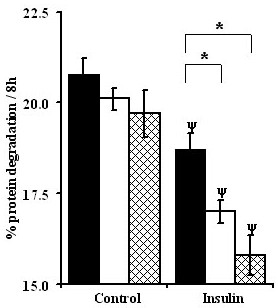 % protein degradation / 8h
22.5
20.0
17.5
15.0
*
*
Ψ
Ψ
Ψ
Control
Insulin